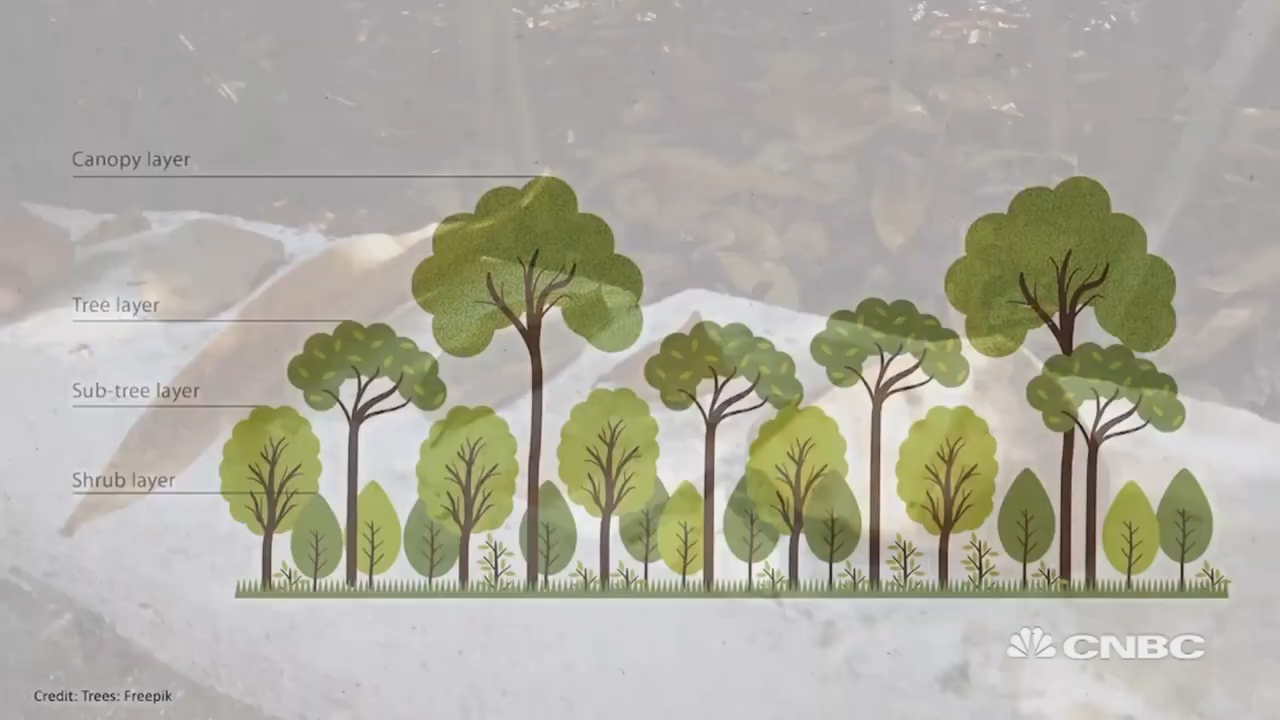 Canopy layer
Tree layer
Sub-tree layer
Shrub layer
CNBC
Credit: Trees: Freepik